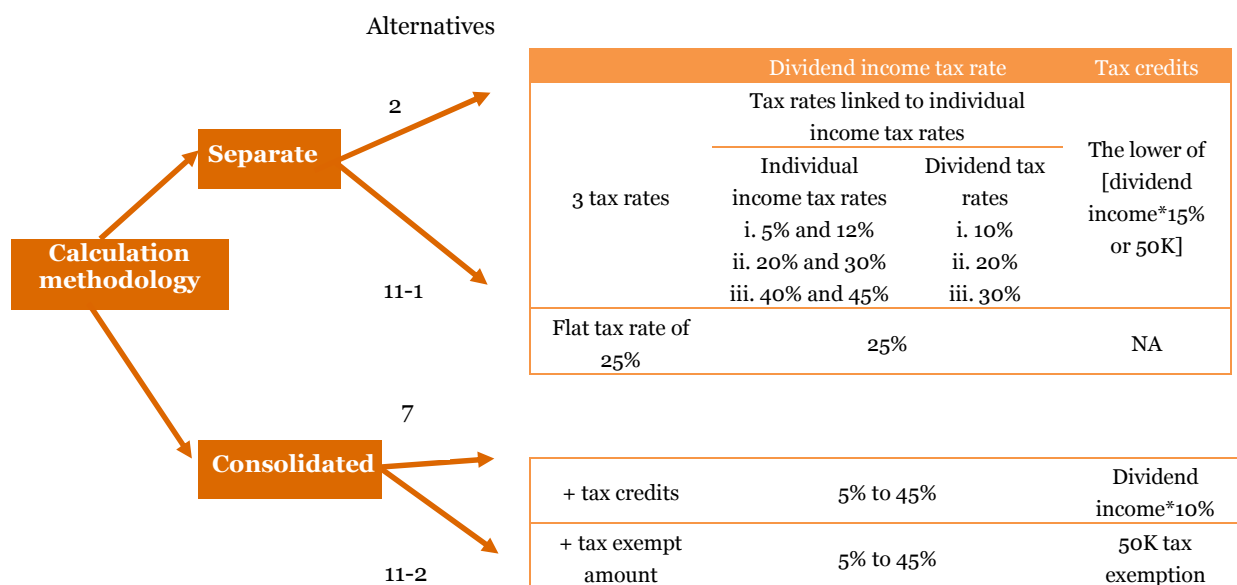 Alternatives
Dividend income tax rate
Tax credits
2
Separate
3 tax rates
Tax rates linked to individual
income tax rates
Individual
income tax rates
i. 5% and 12%
ii. 20% and 30%
iii. 40% and 45%
Dividend tax
rates
i. 10%
ii. 20%
iii. 30%
The lower of
[dividend
income*15%
or 50K]
Calculation
methodology
11-1
Flat tax rate of
25%
25%
NA
7
Consolidated
+ tax credits
5% to 45%
Dividend
income*10%
11-2
+ tax exempt
amount
5% to 45%
50K tax
exemption